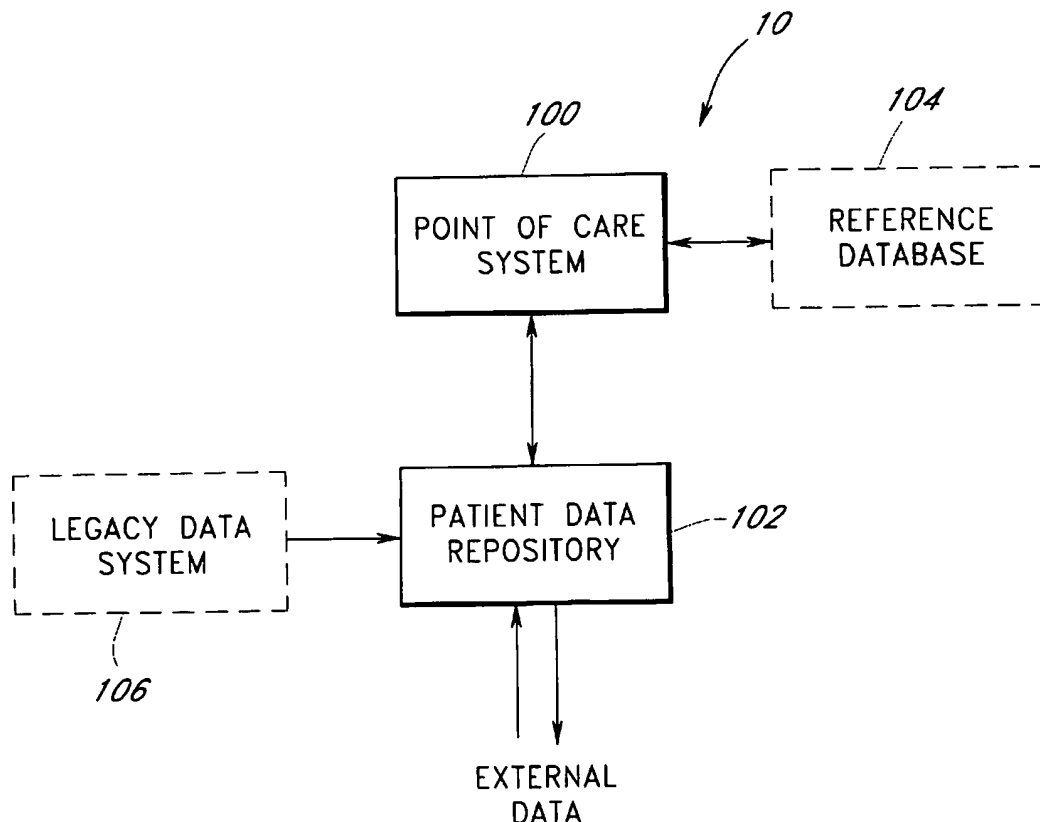 10
100
104
POINT OF CARE
SYSTEM
REFERENCE
DATABASE
LEGACY DATA
SYSTEM
PATIENT DATA
REPOSITORY
102
106
EXTERNAL
DATA